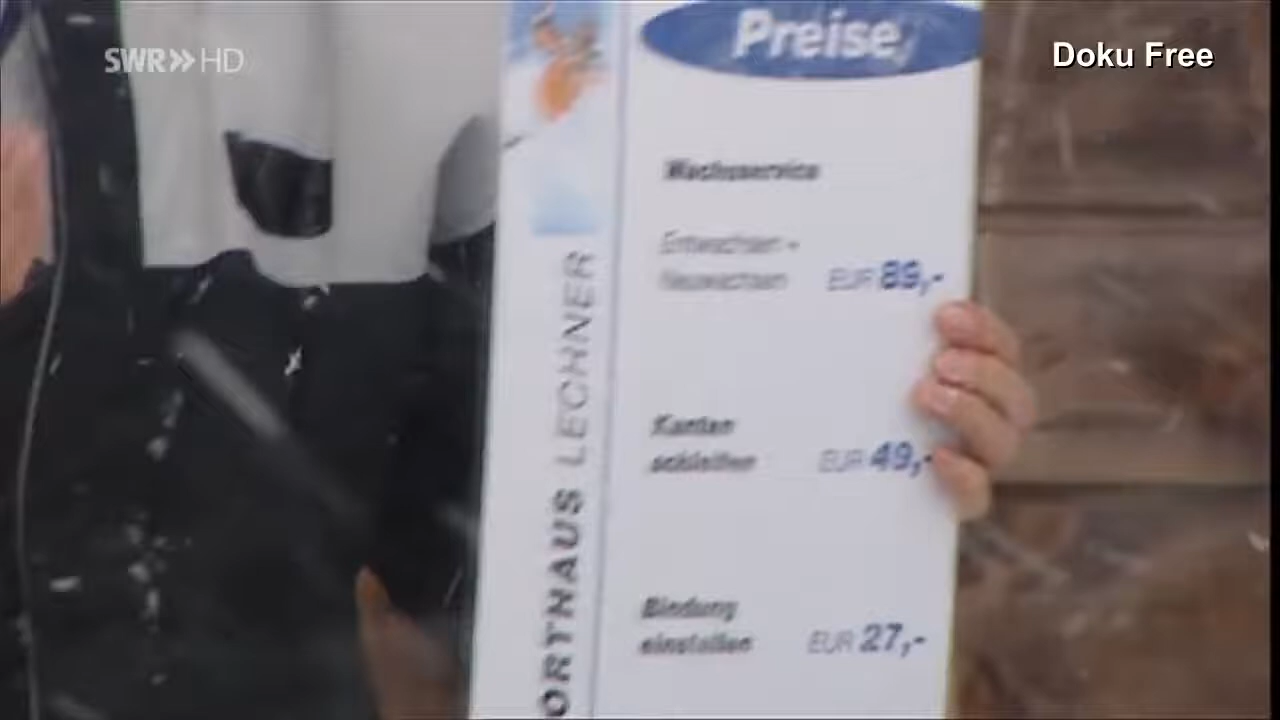 SWR»HD
Doku Free
Preise
Wachsservice
Entwachsen +
Neuwachsen EUR 89,-
Kanten
schleifen EUR 49,-
Bindung
einstellen EUR 27,-
ORTHAUS LECHNER